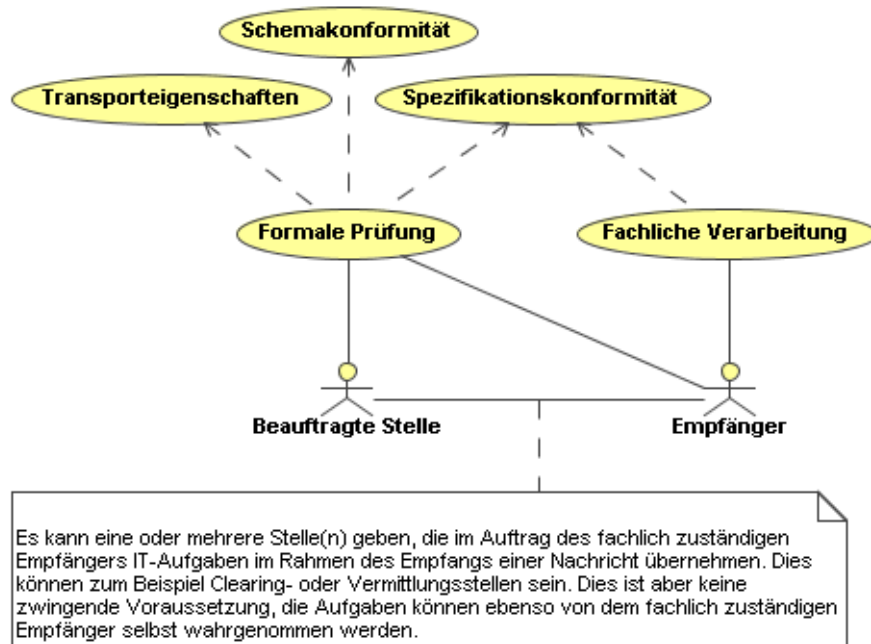 Schemakonformität
Transporteigenschaften
Spezifikationskonformität
Formale Prüfung
Fachliche Verarbeitung
Beauftragte Stelle
Empfänger
Es kann eine oder mehrere Stelle(n) geben, die im Auftrag des fachlich zuständigen
Empfängers IT-Aufgaben im Rahmen des Empfangs einer Nachricht übernehmen. Dies
können zum Beispiel Clearing- oder Vermittlungsstellen sein. Dies ist aber keine
zwingende Voraussetzung, die Aufgaben können ebenso von dem fachlich zuständigen
Empfänger selbst wahrgenommen werden.